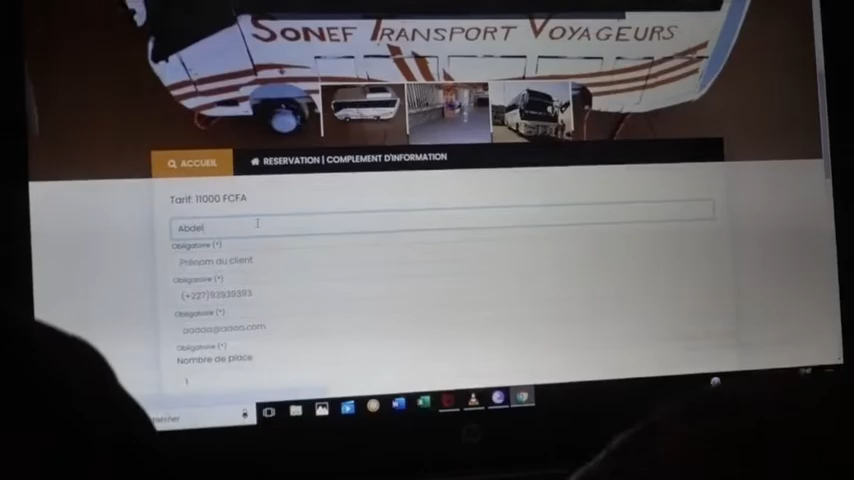 SONEF TRANSPORT VOYAGEURS
ACCUEIL
RESERVATION | COMPLEMENT D'INFORMATION
Tarif: 11000 FCFA
Abdel
Obligatoire (*)
Prénom du client
Obligatoire (*)
(+227)93939393
Obligatoire (*)
Obligatoire (*)
Nombre de place
1